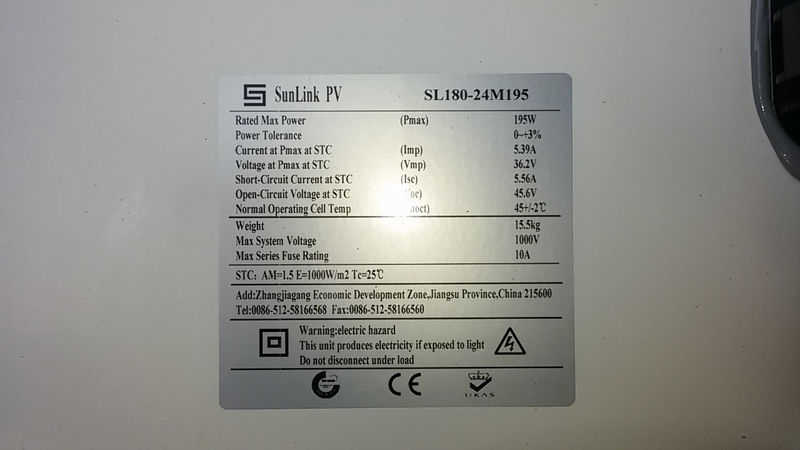 SunLink PV SL180-24M195
Rated Max Power (Pmax) 195W
Power Tolerance 0~+3%
Current at Pmax at STC (Imp) 5.39A
Voltage at Pmax at STC (Vmp) 36.2V
Short-Circuit Current at STC (Isc) 5.56A
Open-Circuit Voltage at STC (Voc) 45.6V
Normal Operating Cell Temp 45+/-2℃
Weight 15.5kg
Max System Voltage 1000V
Max Series Fuse Rating 10A
STC: AM=1.5 E=1000W/m2 Tc=25℃
Add:Zhangjiagang Economic Development Zone,Jiangsu Province,China 215600
Tel:0086-512-58166568 Fax:0086-512-58166560
Warning:electric hazard
This unit produces electricity if exposed to light
Do not disconnect under load
CE UKAS